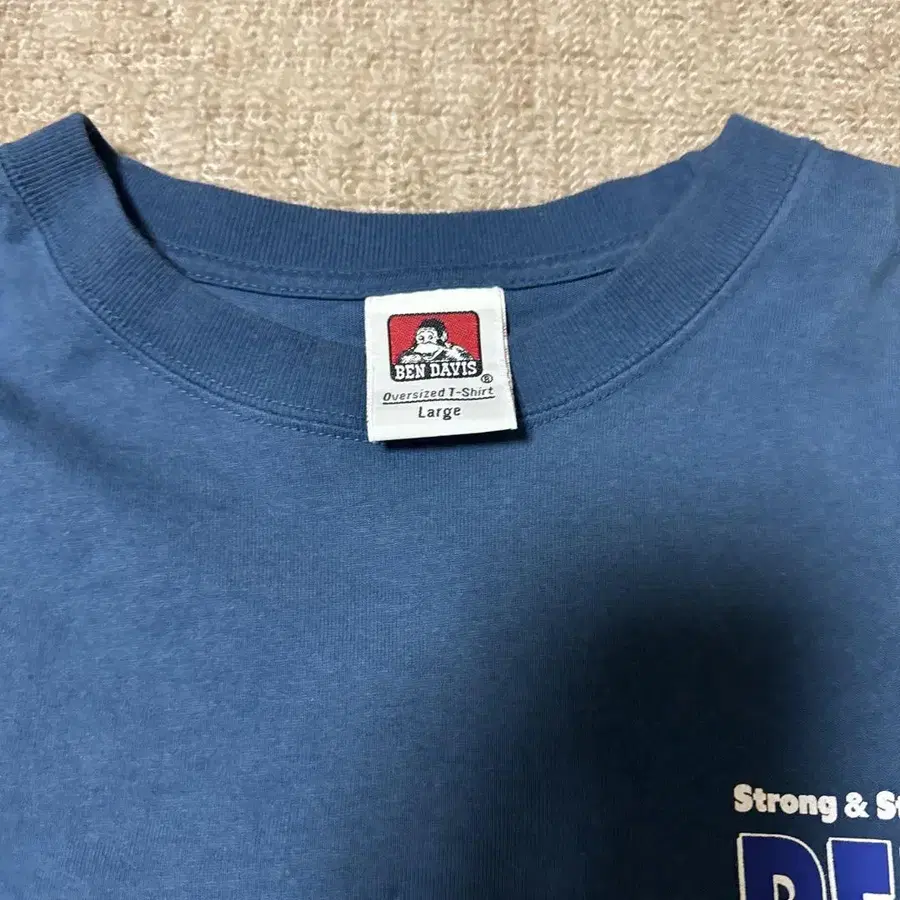 BEN DAVIS
®
Oversized T-Shirt
Large
Strong &